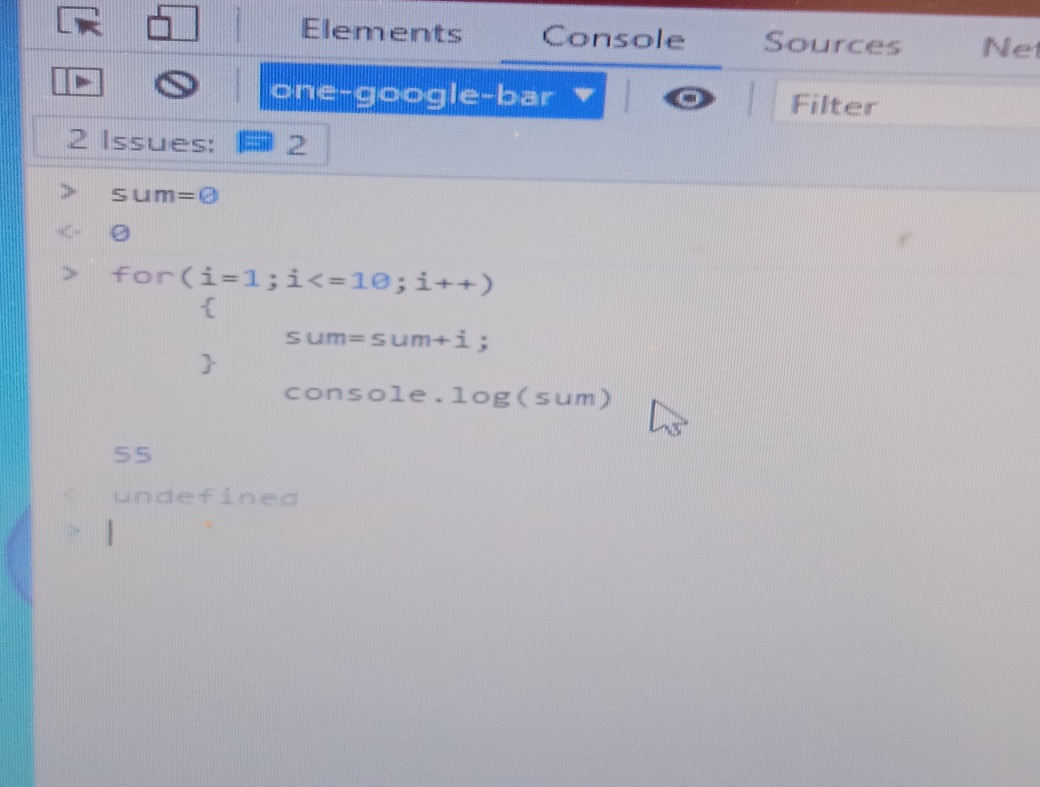 Elements Console Sources Net
one-google-bar ▼ Filter
2 Issues: 2
> sum=0
<· 0
> for(i=1;i<=10;i++)
{
sum=sum+i;
}
console.log(sum)
55
< undefined
>